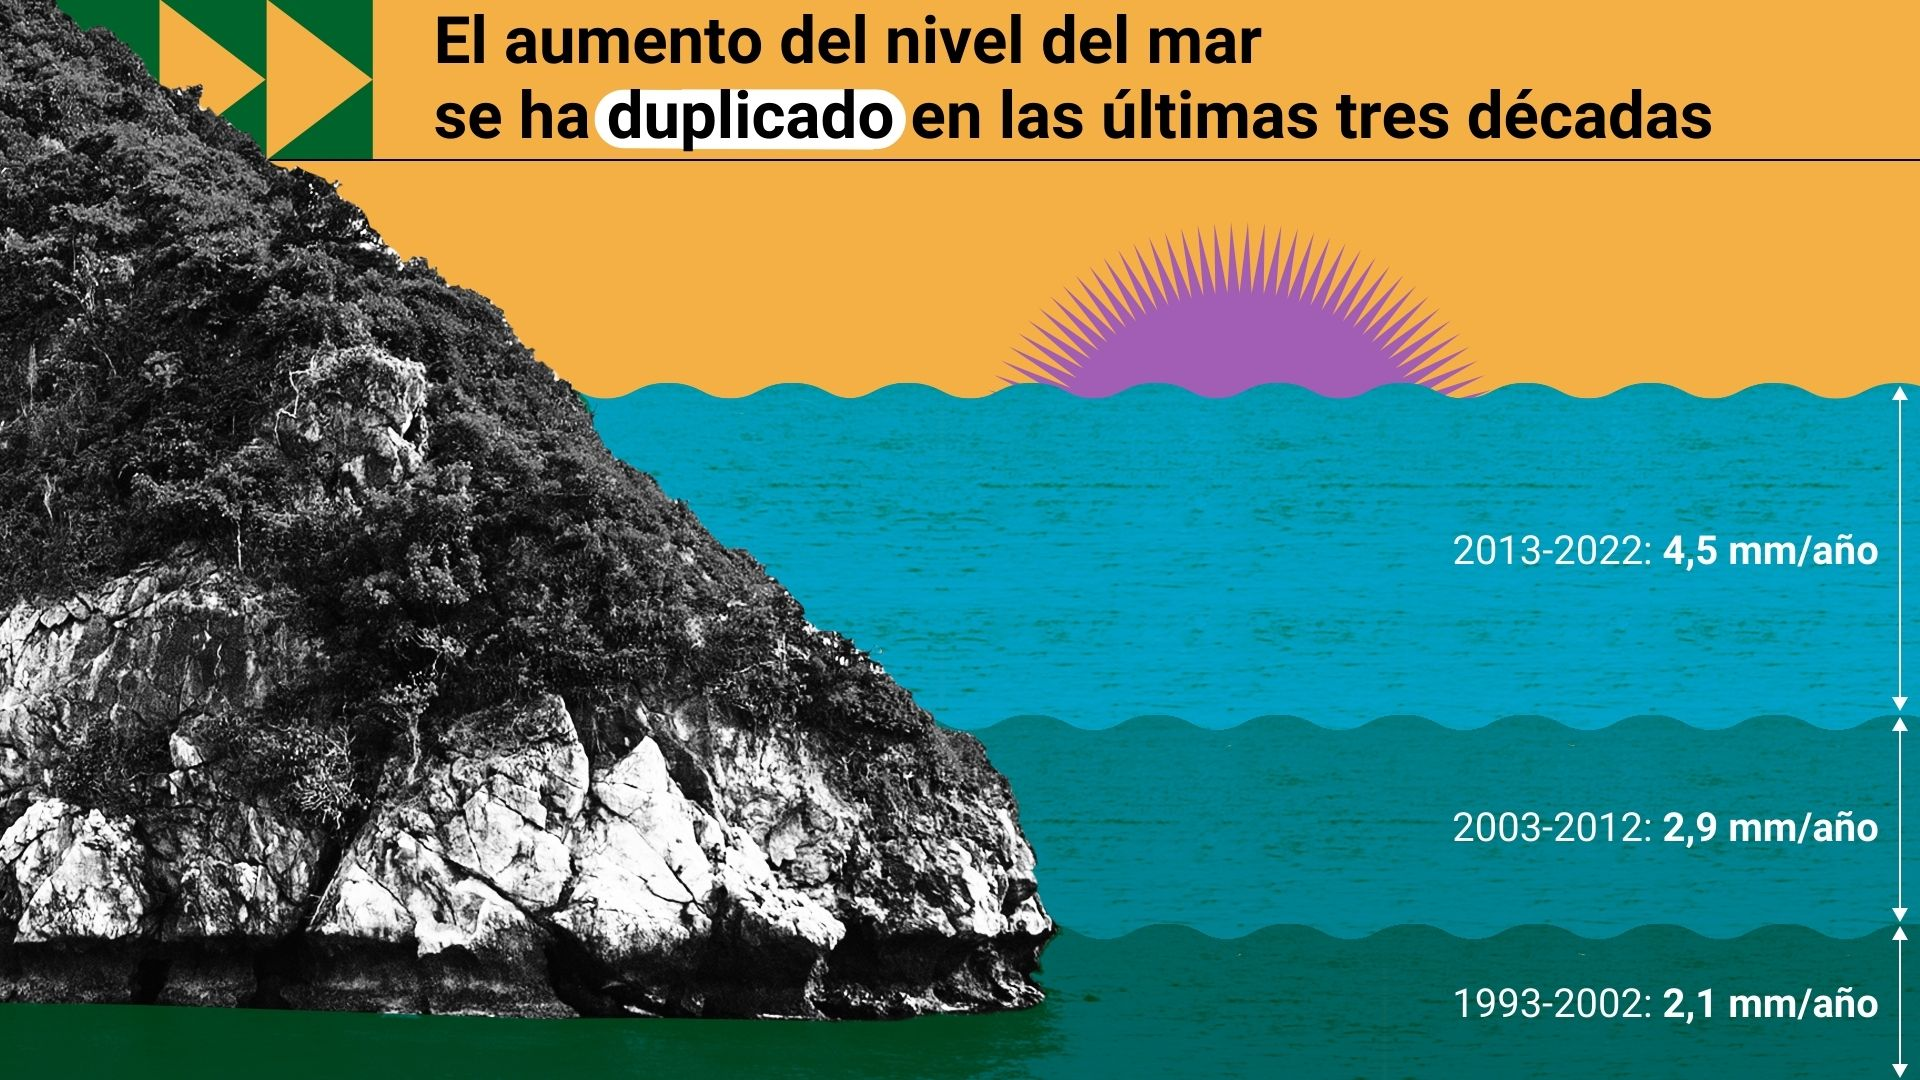 El aumento del nivel del mar
se ha duplicado en las últimas tres décadas
2013-2022: 4,5 mm/año
2003-2012: 2,9 mm/año
1993-2002: 2,1 mm/año